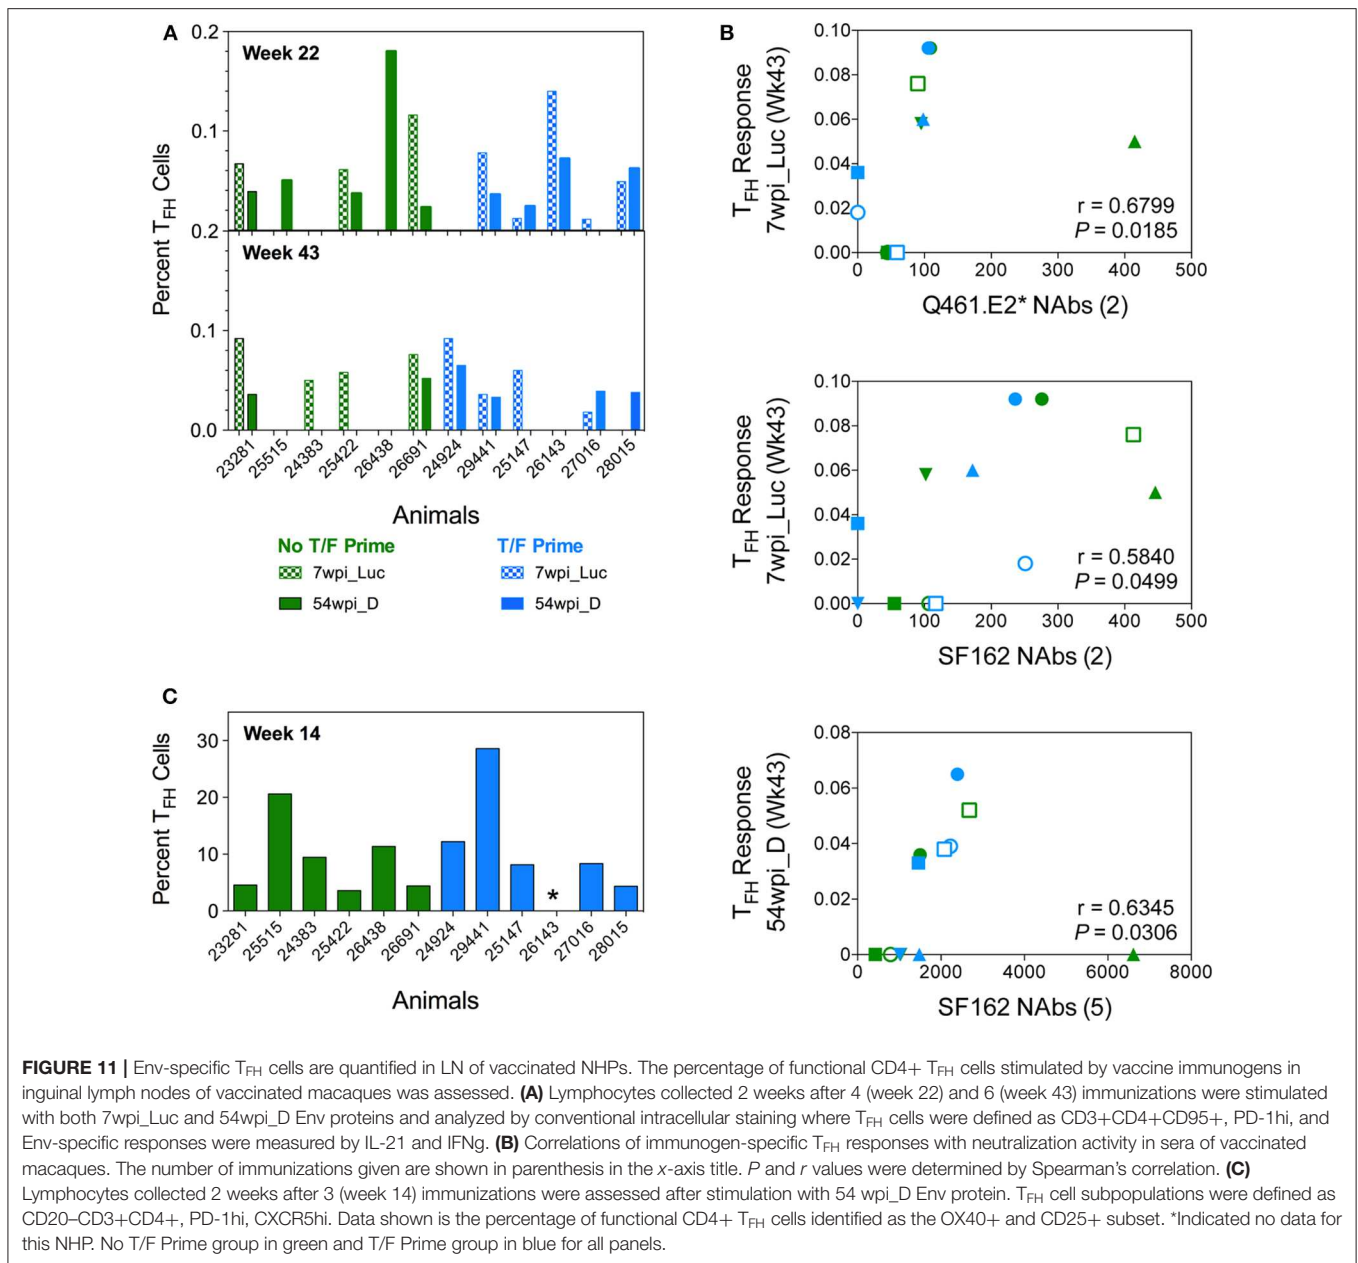 A
Week 22
0.2
0.1
0.2
Week 43
0.1
0.0
Percent TFH Cells
23281
25515
24383
25422
26438
26691
24924
29441
25147
26143
27016
28015
Animals
No T/F Prime
7wpi_Luc
54wpi_D
T/F Prime
7wpi_Luc
54wpi_D
B
TFH Response
7wpi_Luc (Wk43)
0.10
0.08
0.06
0.04
0.02
0.00
0 100 200 300 400 500
r = 0.6799
P = 0.0185
Q461.E2* NAbs (2)
TFH Response
7wpi_Luc (Wk43)
0.10
0.08
0.06
0.04
0.02
0.00
0 100 200 300 400 500
r = 0.5840
P = 0.0499
SF162 NAbs (2)
TFH Response
54wpi_D (Wk43)
0.08
0.06
0.04
0.02
0
0 2000 4000 6000 8000
r = 0.6345
P = 0.0306
SF162 NAbs (5)
C
Week 14
Percent TFH Cells
30
20
10
0
*
23281
25515
24383
25422
26438
26691
24924
29441
25147
26143
27016
28015
Animals
FIGURE 11 | Env-specific TFH cells are quantified in LN of vaccinated NHPs. The percentage of functional CD4+ TFH cells stimulated by vaccine immunogens in
inguinal lymph nodes of vaccinated macaques was assessed. (A) Lymphocytes collected 2 weeks after 4 (week 22) and 6 (week 43) immunizations were stimulated
with both 7wpi_Luc and 54wpi_D Env proteins and analyzed by conventional intracellular staining where TFH cells were defined as CD3+CD4+CD95+, PD-1hi, and
Env-specific responses were measured by IL-21 and IFNg. (B) Correlations of immunogen-specific TFH responses with neutralization activity in sera of vaccinated
macaques. The number of immunizations given are shown in parenthesis in the x-axis title. P and r values were determined by Spearman's correlation. (C)
Lymphocytes collected 2 weeks after 3 (week 14) immunizations were assessed after stimulation with 54 wpi_D Env protein. TFH cell subpopulations were defined as
CD20–CD3+CD4+, PD-1hi, CXCR5hi. Data shown is the percentage of functional CD4+ TFH cells identified as the OX40+ and CD25+ subset. *Indicated no data for
this NHP. No T/F Prime group in green and T/F Prime group in blue for all panels.